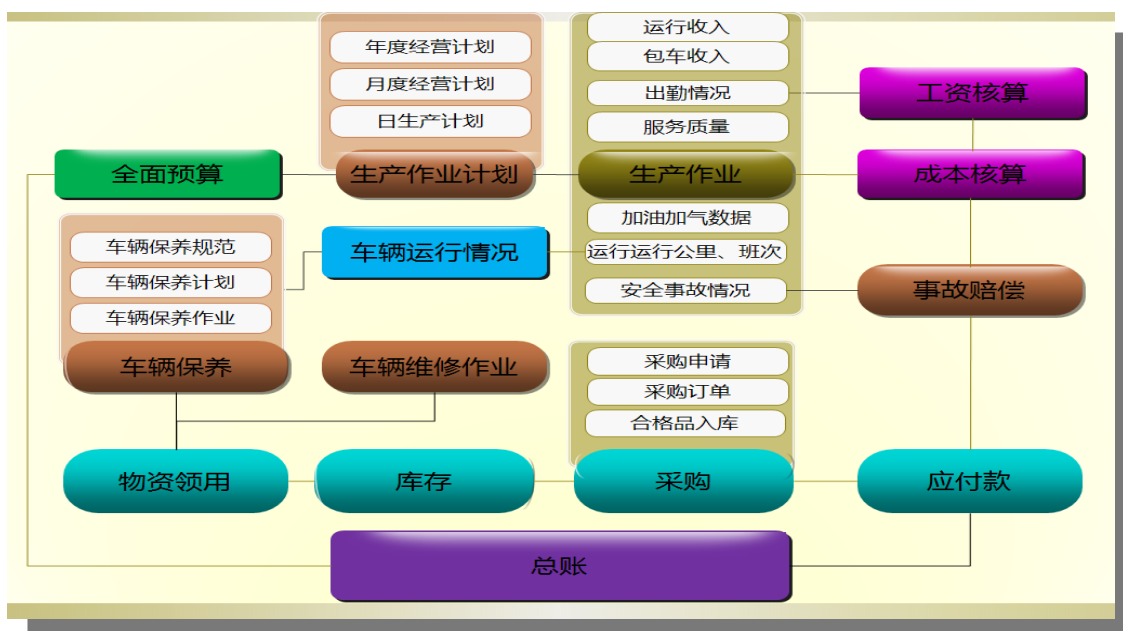 年度经营计划
月度经营计划
日生产计划
运行收入
包车收入
出勤情况
服务质量
工资核算
全面预算
生产作业计划
生产作业
成本核算
车辆保养规范
车辆保养计划
车辆保养作业
车辆运行情况
加油加气数据
运行运行公里、班次
安全事故情况
事故赔偿
车辆保养
车辆维修作业
采购申请
采购订单
合格品入库
物资领用
库存
采购
应付款
总账